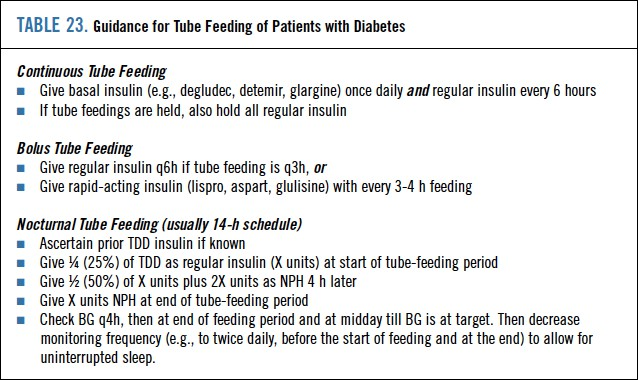 TABLE 23. Guidance for Tube Feeding of Patients with Diabetes
Continuous Tube Feeding
■ Give basal insulin (e.g., degludec, detemir, glargine) once daily and regular insulin every 6 hours
■ If tube feedings are held, also hold all regular insulin
Bolus Tube Feeding
■ Give regular insulin q6h if tube feeding is q3h, or
■ Give rapid-acting insulin (lispro, aspart, glulisine) with every 3-4 h feeding
Nocturnal Tube Feeding (usually 14-h schedule)
■ Ascertain prior TDD insulin if known
■ Give ¼ (25%) of TDD as regular insulin (X units) at start of tube-feeding period
■ Give ½ (50%) of X units plus 2X units as NPH 4 h later
■ Give X units NPH at end of tube-feeding period
■ Check BG q4h, then at end of feeding period and at midday till BG is at target. Then decrease
monitoring frequency (e.g., to twice daily, before the start of feeding and at the end) to allow for
uninterrupted sleep.